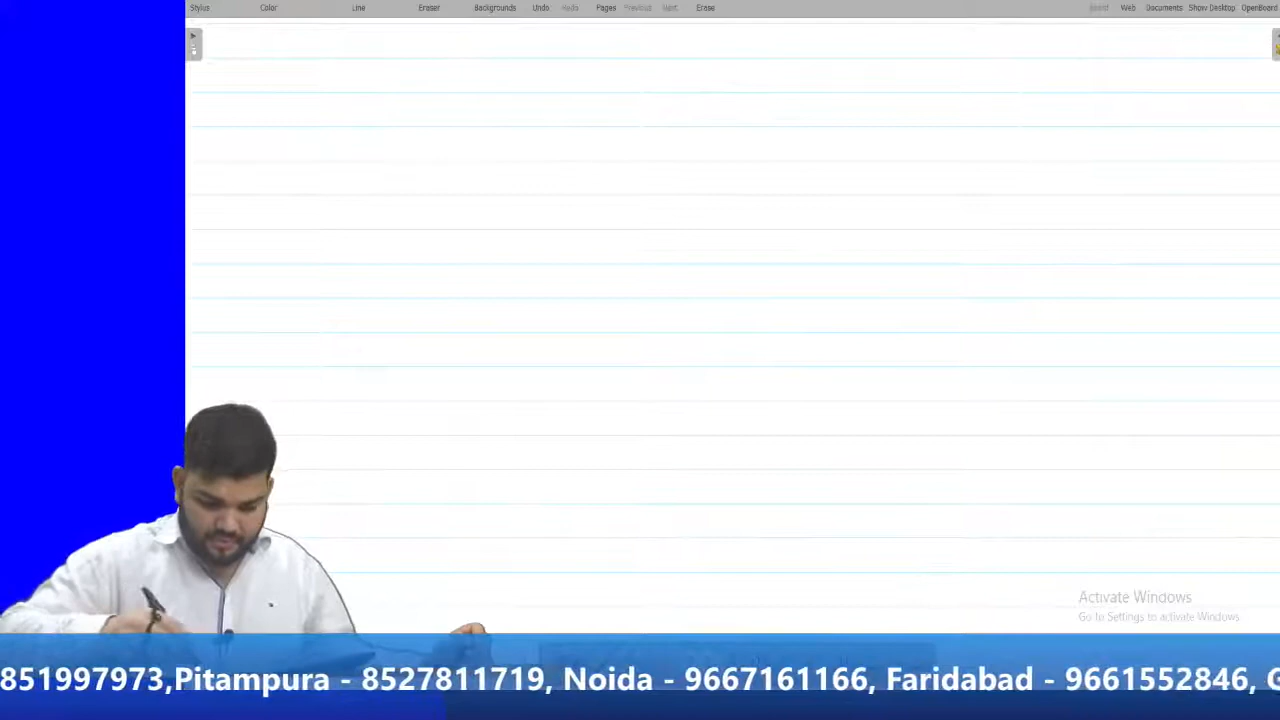 Stylus Color Line Eraser Backgrounds Undo Redo Pages Previous Next Erase Board Web Documents Show Desktop OpenBoard
Activate Windows
Go to Settings to activate Windows.
851997973,Pitampura - 8527811719, Noida - 9667161166, Faridabad - 9661552846, G